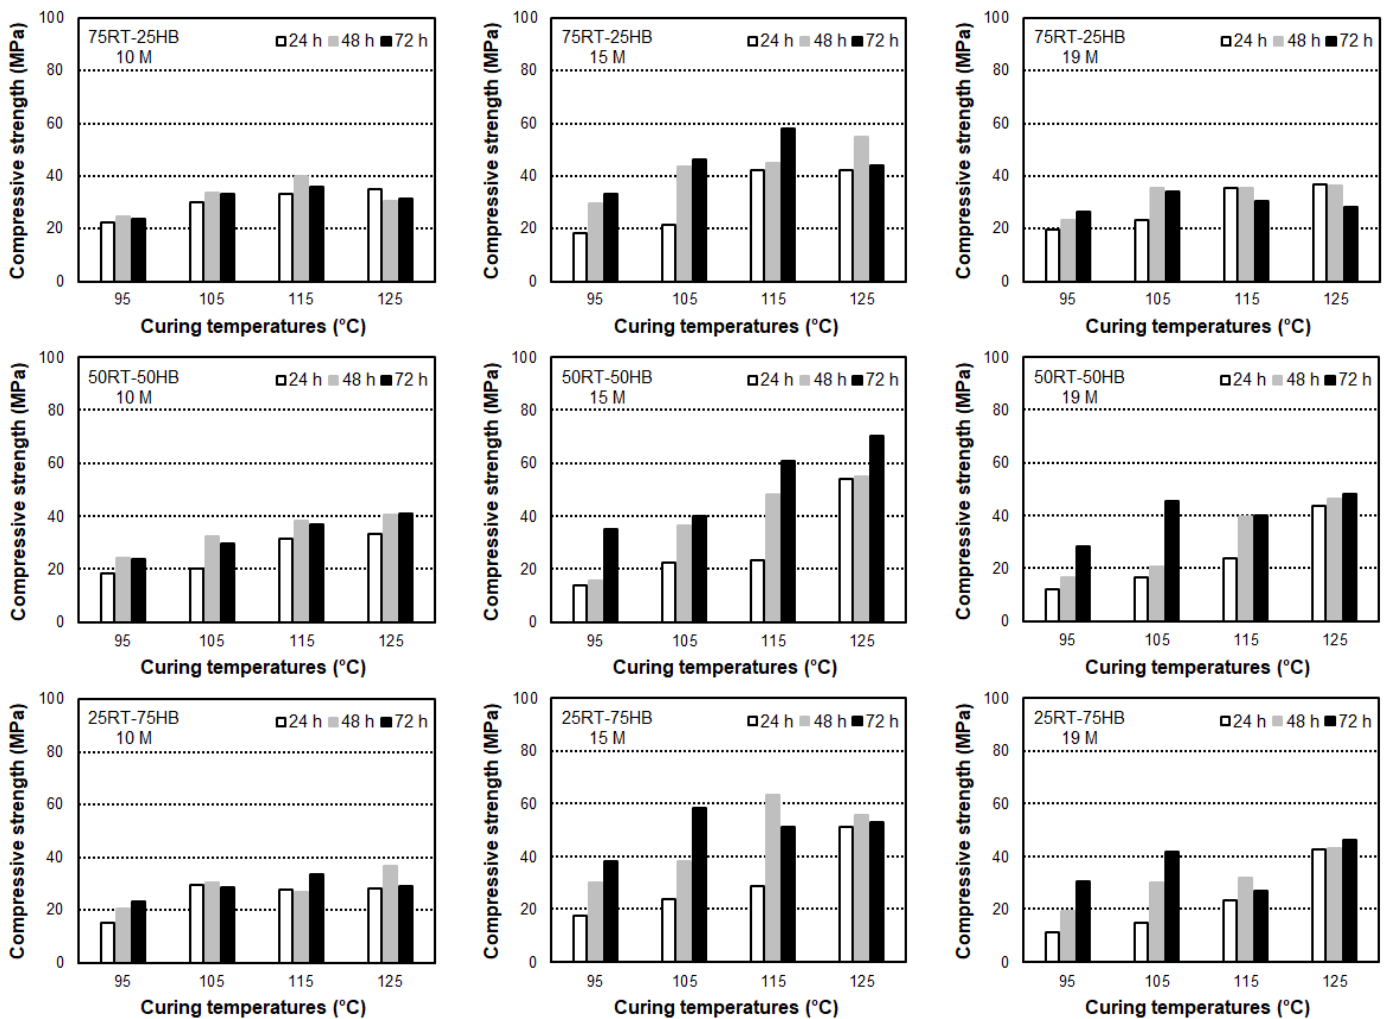 Compressive strength (MPa)
100
80
60
40
20
0
75RT-25HB
10 M
24 h 48 h 72 h
95 105 115 125
Curing temperatures (°C)
Compressive strength (MPa)
100
80
60
40
20
0
75RT-25HB
15 M
24 h 48 h 72 h
95 105 115 125
Curing temperatures (°C)
Compressive strength (MPa)
100
80
60
40
20
0
75RT-25HB
19 M
24 h 48 h 72 h
95 105 115 125
Curing temperatures (°C)
Compressive strength (MPa)
100
80
60
40
20
0
50RT-50HB
10 M
24 h 48 h 72 h
95 105 115 125
Curing temperatures (°C)
Compressive strength (MPa)
100
80
60
40
20
0
50RT-50HB
15 M
24 h 48 h 72 h
95 105 115 125
Curing temperatures (°C)
Compressive strength (MPa)
100
80
60
40
20
0
50RT-50HB
19 M
24 h 48 h 72 h
95 105 115 125
Curing temperatures (°C)
Compressive strength (MPa)
100
80
60
40
20
0
25RT-75HB
10 M
24 h 48 h 72 h
95 105 115 125
Curing temperatures (°C)
Compressive strength (MPa)
100
80
60
40
20
0
25RT-75HB
15 M
24 h 48 h 72 h
95 105 115 125
Curing temperatures (°C)
Compressive strength (MPa)
100
80
60
40
20
0
25RT-75HB
19 M
24 h 48 h 72 h
95 105 115 125
Curing temperatures (°C)